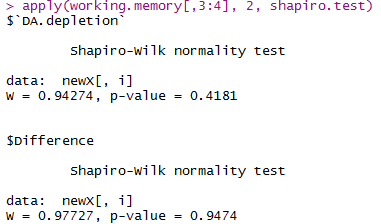 > apply(working.memory[,3:4], 2, shapiro.test)
$`DA.depletion`
Shapiro-Wilk normality test
data:  newX[, i]
W = 0.94274, p-value = 0.4181
$Difference
Shapiro-Wilk normality test
data:  newX[, i]
W = 0.97727, p-value = 0.9474